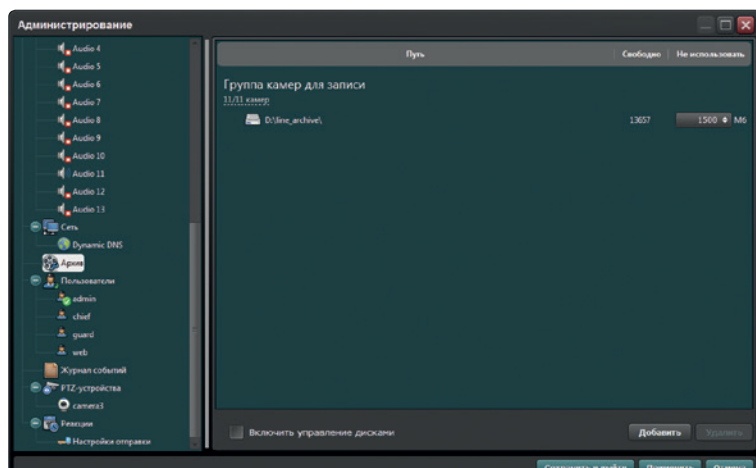 Администрирование
Audio 4
Audio 5
Audio 6
Audio 7
Audio 8
Audio 9
Audio 10
Audio 11
Audio 12
Audio 13
Сеть
Dynamic DNS
Архив
Пользователи
admin
chief
guard
web
Журнал событий
PTZ-устройства
camera3
Реакции
Настройки отправки
Путь Свободно Не использовать
Группа камер для записи
11/11 камер
D:\line_archive\ 13657 1500 Мб
Включить управление дисками Добавить Удалить